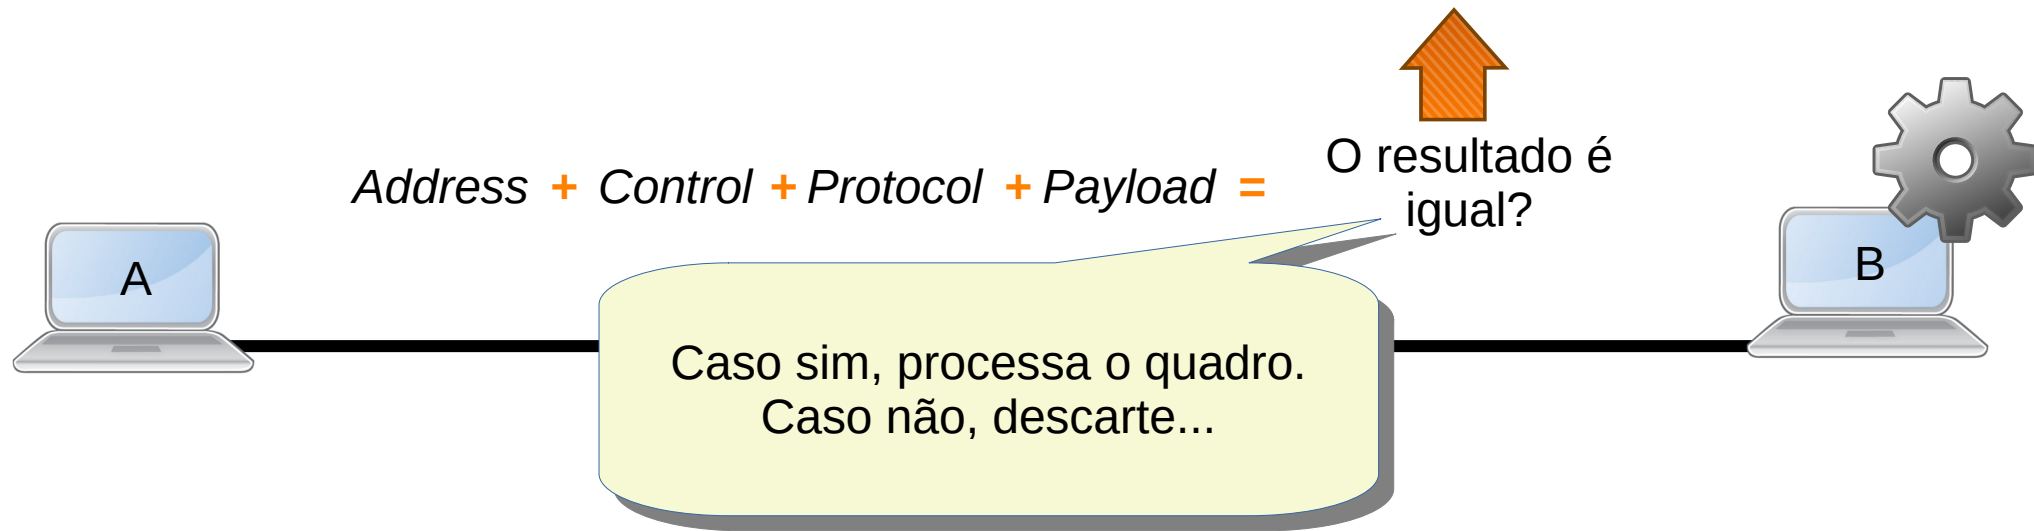 O resultado é
igual?
Address + Control + Protocol + Payload =
A
B
Caso sim, processa o quadro.
Caso não, descarte...